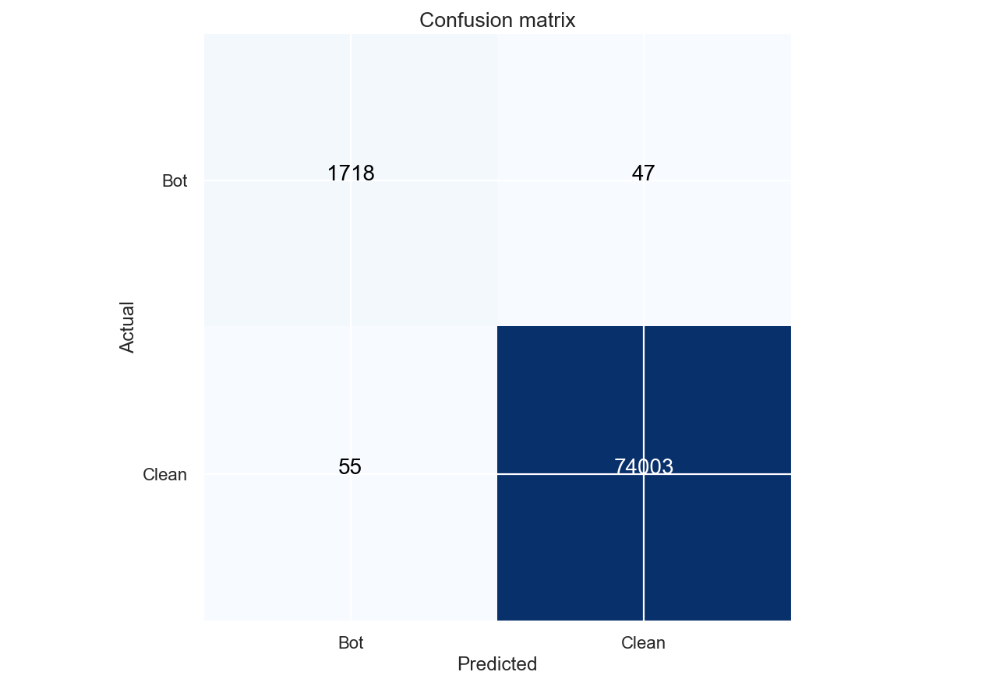 Confusion matrix
Bot
1718
47
Actual
Clean
55
74003
Bot
Clean
Predicted